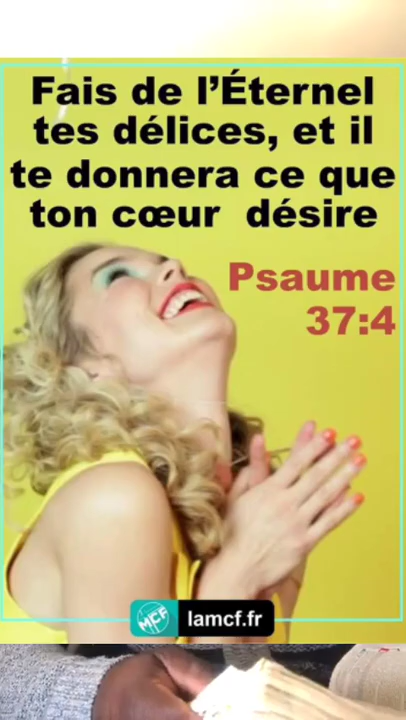 Fais de l’Éternel
tes délices, et il
te donnera ce que
ton cœur  désire
Psaume
37:4
MCF
lamcf.fr